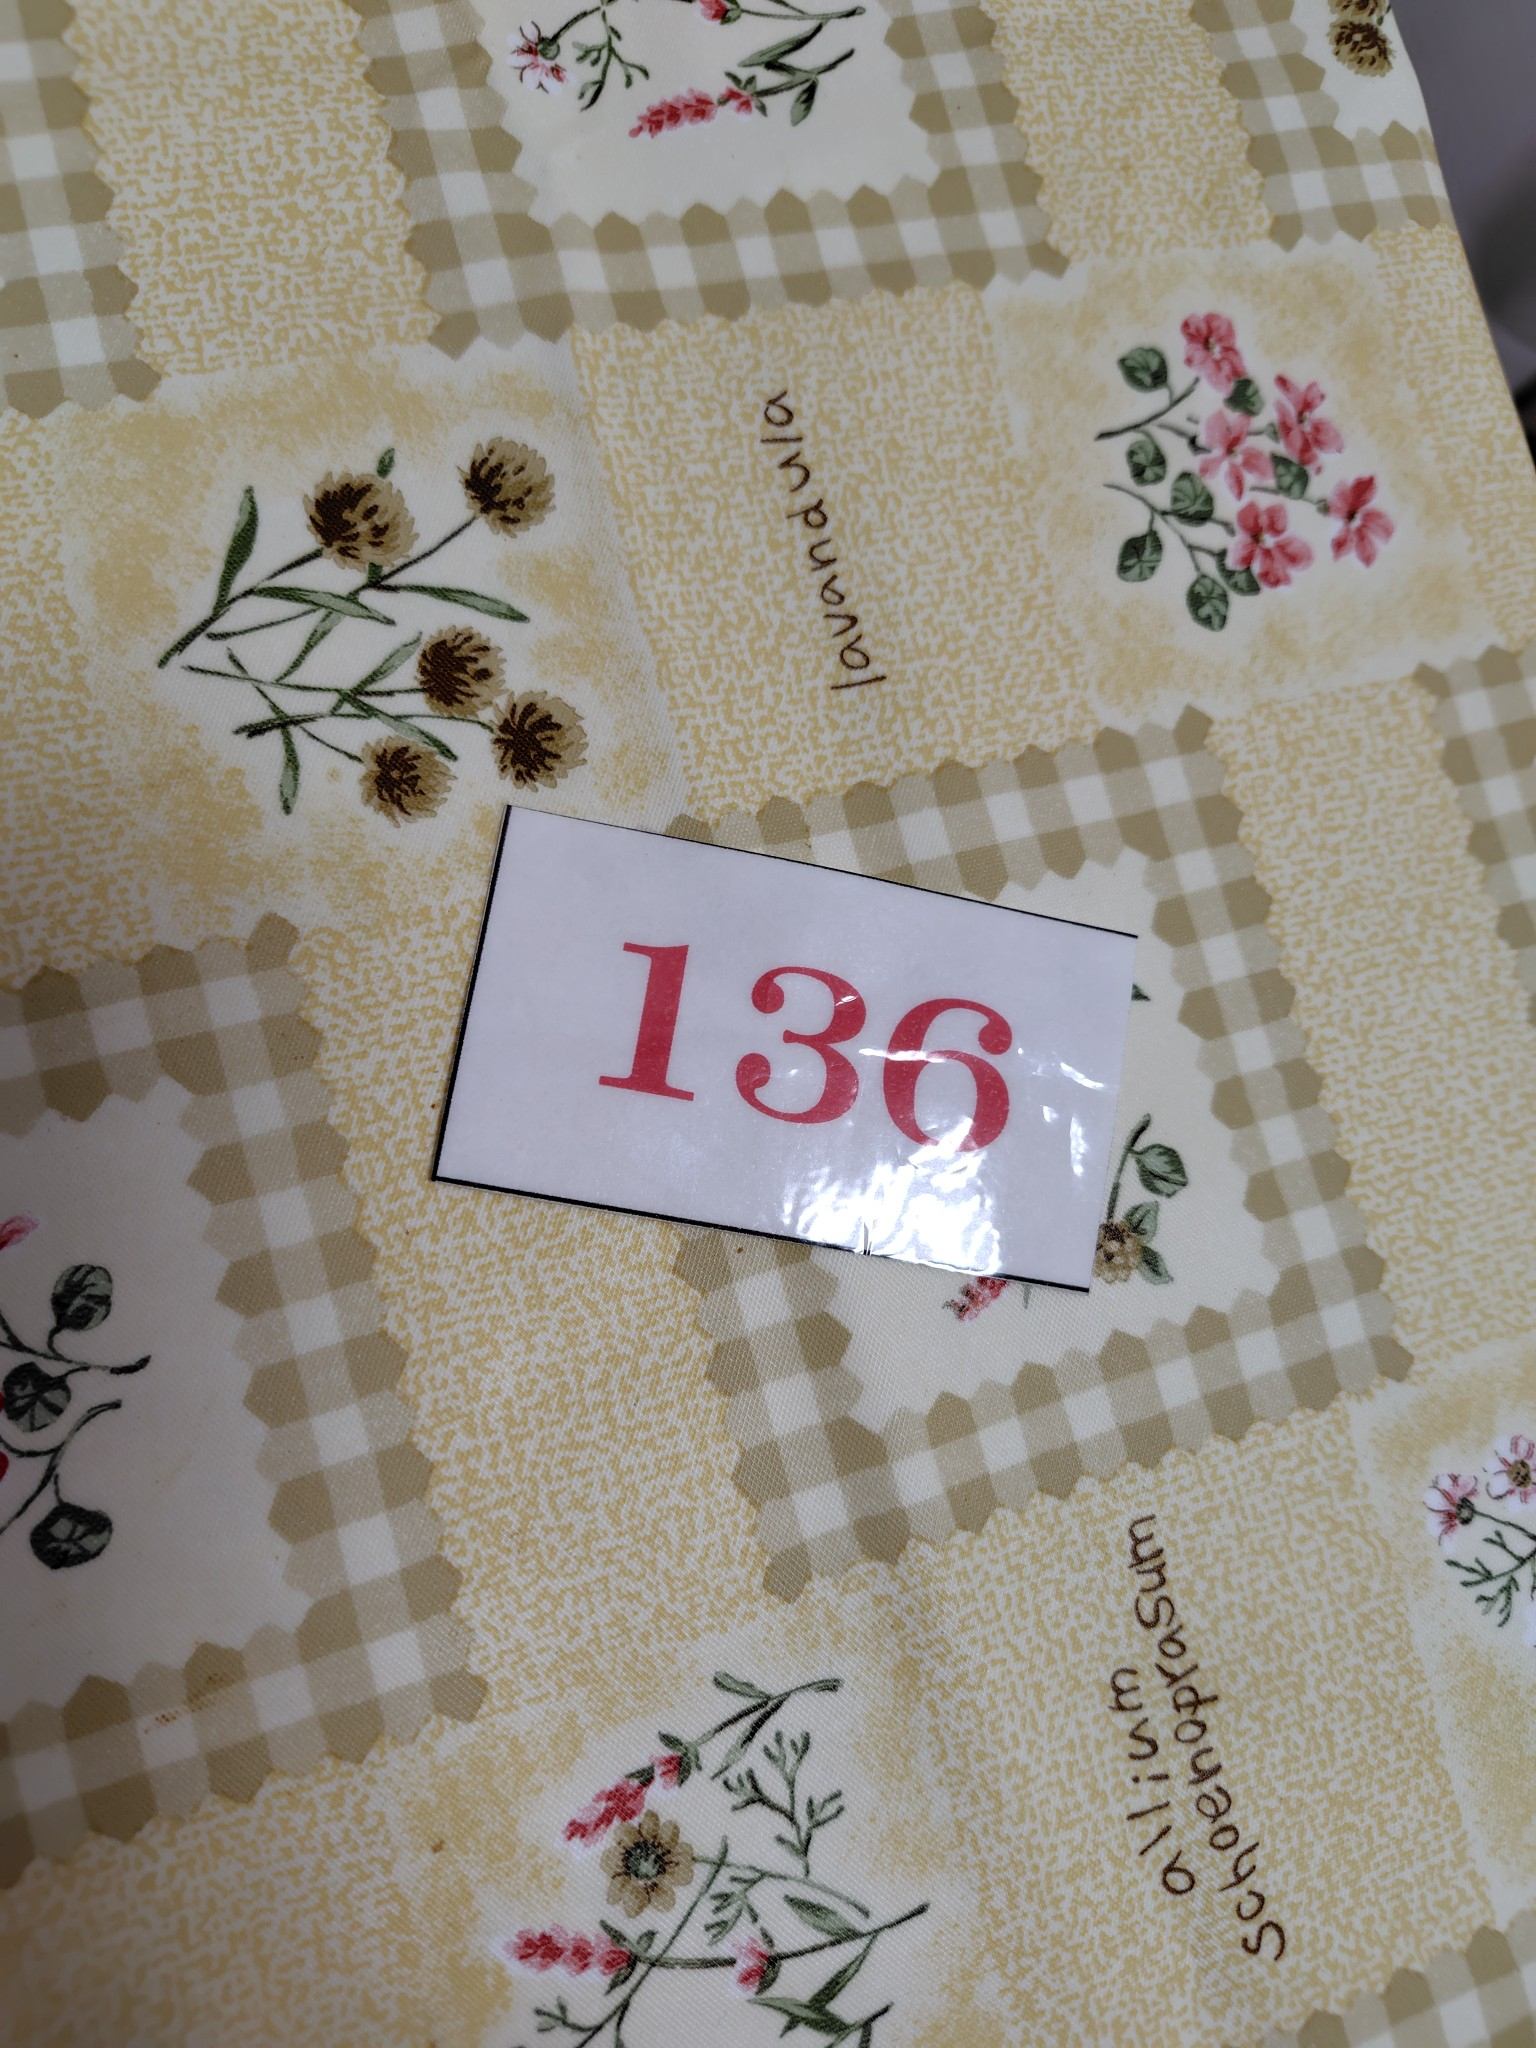 lavandula
136
allium
schoenoprasum